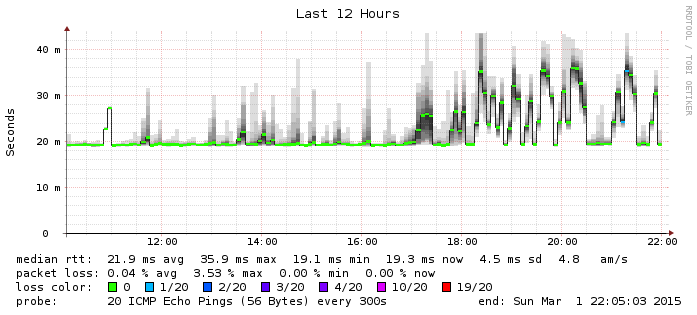 Last 12 Hours
RRDTOOL / TOBI OETIKER
Seconds
40 m
30 m
20 m
10 m
0
12:00 14:00 16:00 18:00 20:00 22:00
median rtt: 21.9 ms avg 35.9 ms max 19.1 ms min 19.3 ms now 4.5 ms sd 4.8 am/s
packet loss: 0.04 % avg 3.53 % max 0.00 % min 0.00 % now
loss color: 0 1/20 2/20 3/20 4/20 10/20 19/20
probe: 20 ICMP Echo Pings (56 Bytes) every 300s end: Sun Mar 1 22:05:03 2015